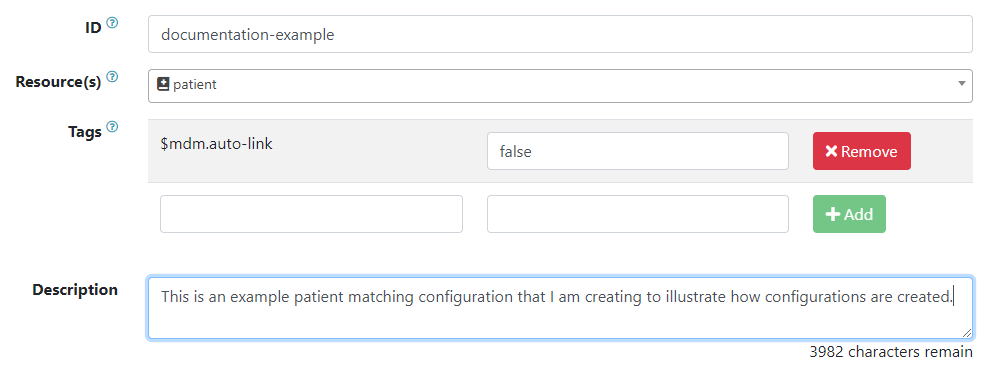 ID ?
documentation-example
Resource(s) ?
patient
Tags ?
$mdm.auto-link false Remove
Add
Description
This is an example patient matching configuration that I am creating to illustrate how configurations are created.
3982 characters remain